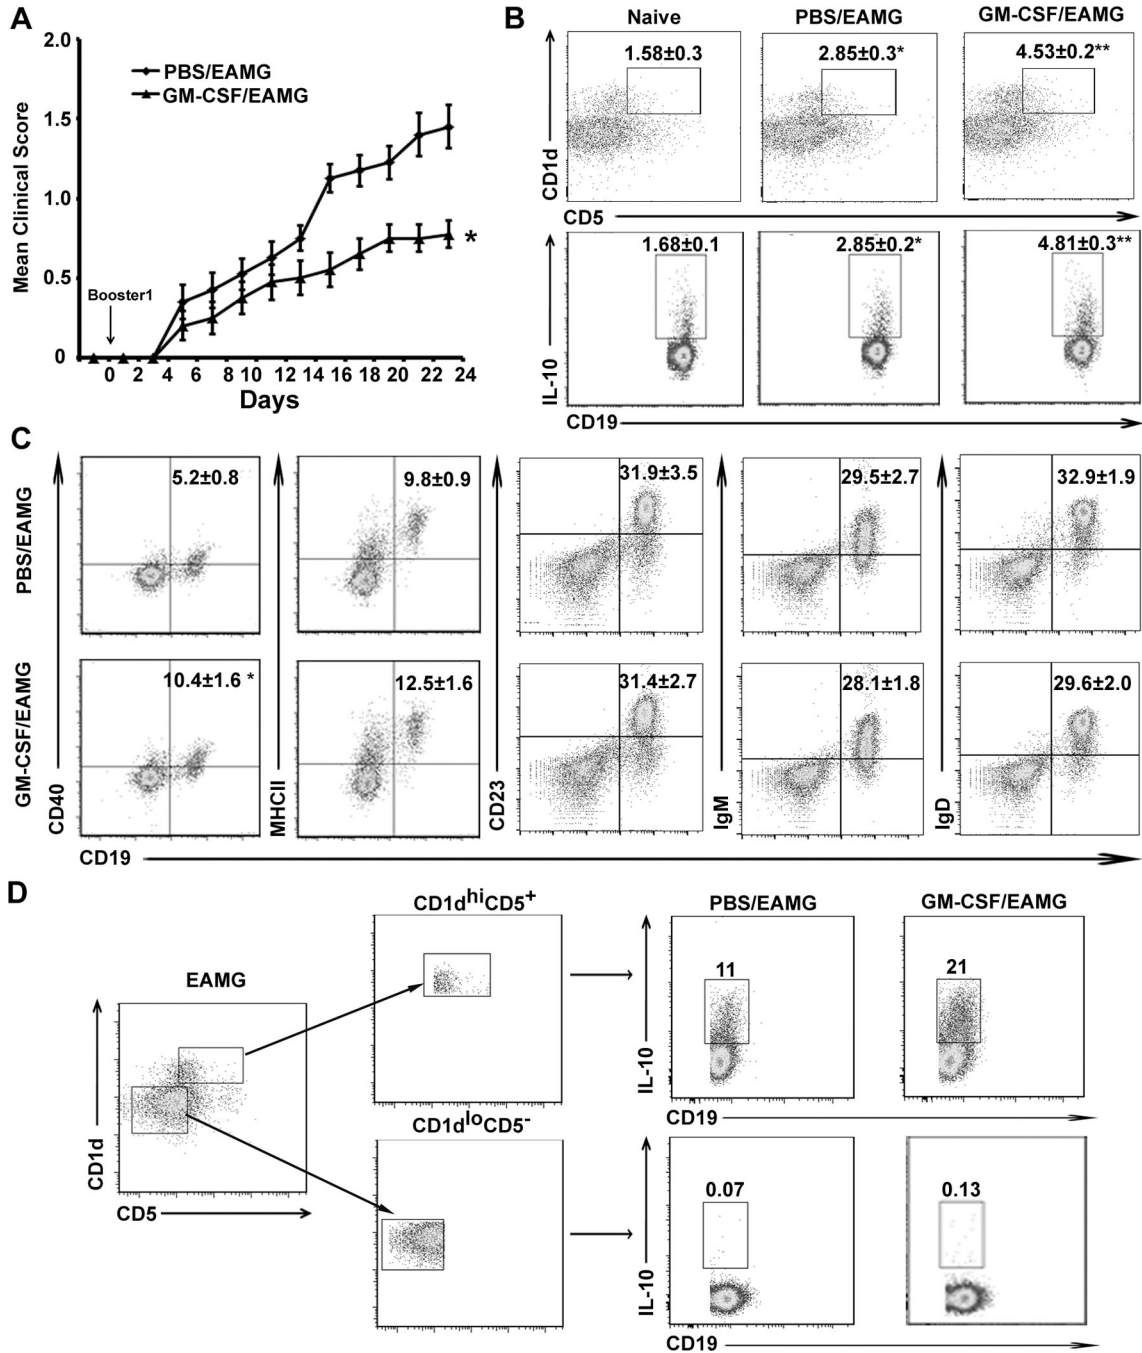 A
2.0
1.5
1.0
0.5
0
Mean Clinical Score
PBS/EAMG
GM-CSF/EAMG
Booster1
0 2 4 6 8 10 12 14 16 18 20 22 24
Days
*
B
Naive PBS/EAMG GM-CSF/EAMG
1.58±0.3 2.85±0.3* 4.53±0.2**
CD1d
CD5
1.68±0.1 2.85±0.2* 4.81±0.3**
IL-10
CD19
C
PBS/EAMG
5.2±0.8 9.8±0.9 31.9±3.5 29.5±2.7 32.9±1.9
GM-CSF/EAMG
10.4±1.6 * 12.5±1.6 31.4±2.7 28.1±1.8 29.6±2.0
CD40 MHCII CD23 IgM IgD
CD19
D
EAMG
CD1d
CD5
CD1dhiCD5+
CD1dloCD5-
PBS/EAMG GM-CSF/EAMG
11 21
IL-10
CD19
0.07 0.13
IL-10
CD19